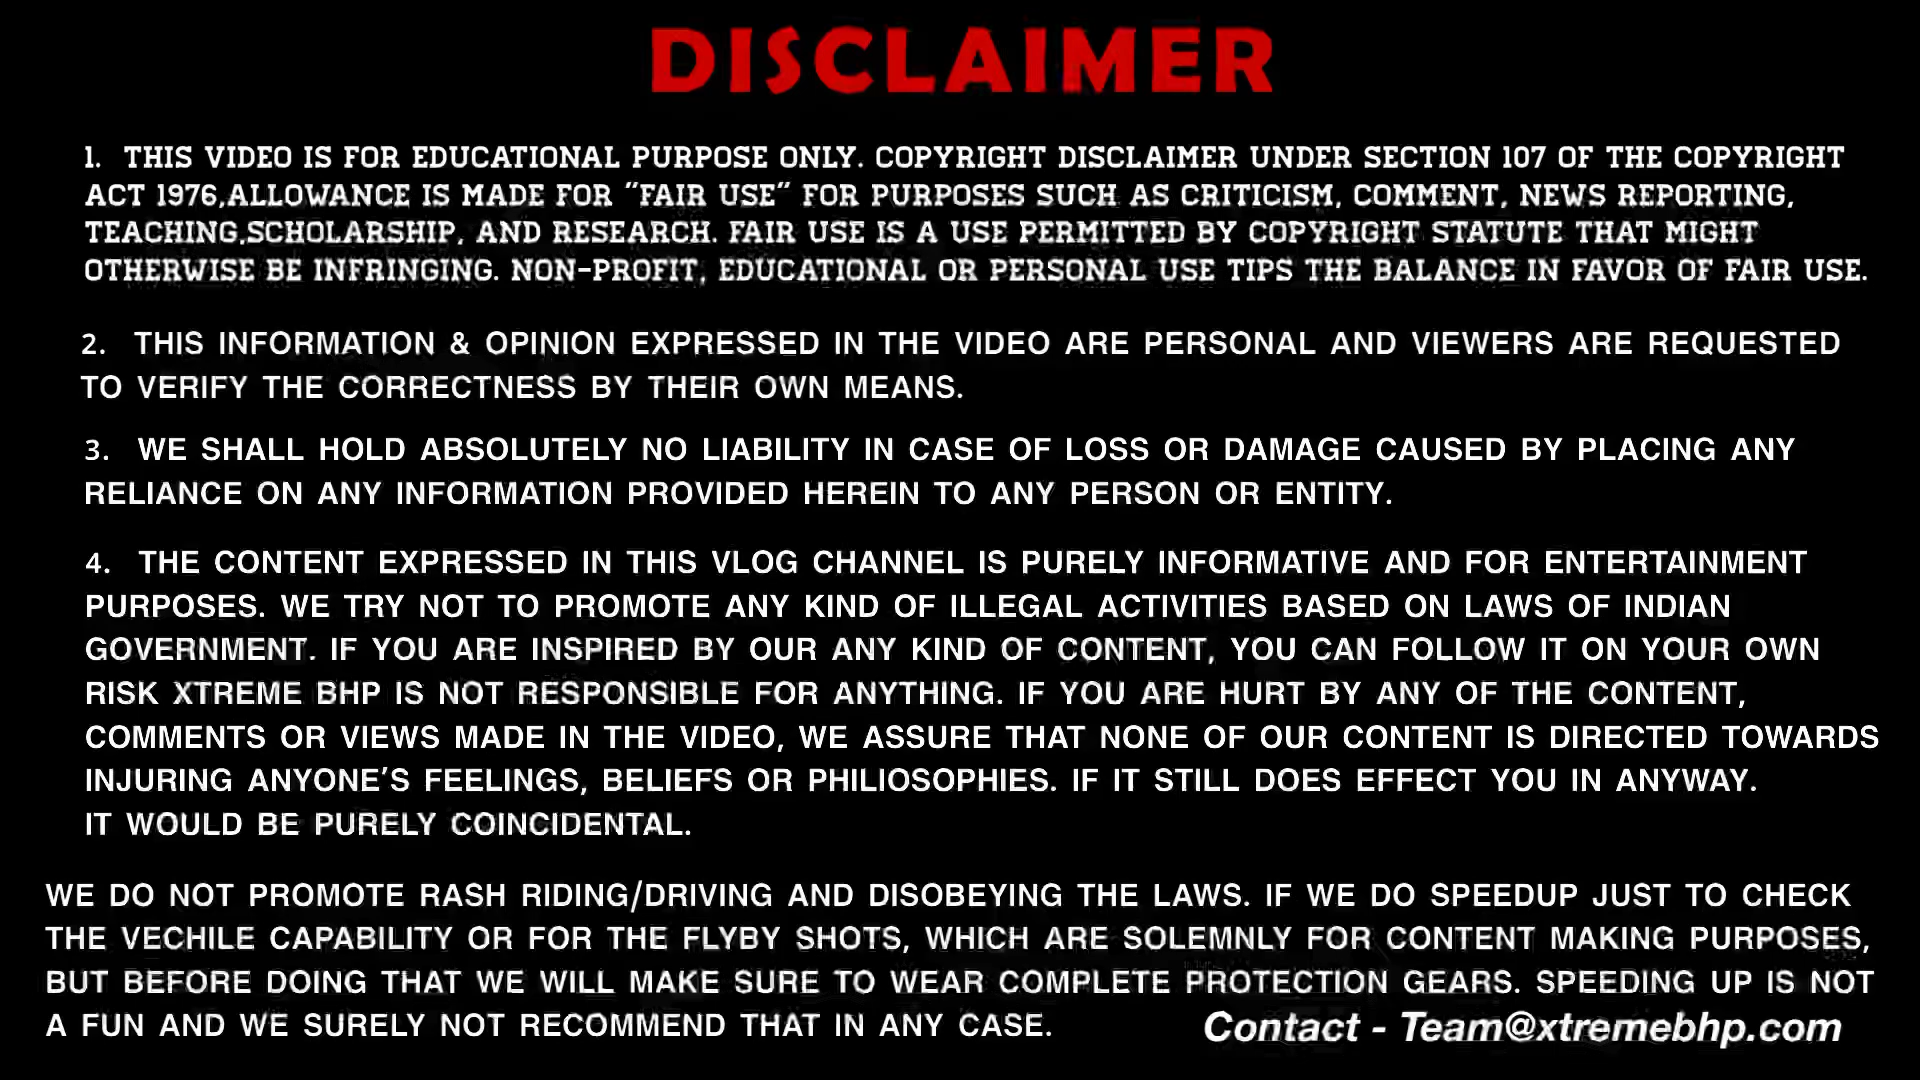 DISCLAIMER
1. THIS VIDEO IS FOR EDUCATIONAL PURPOSE ONLY. COPYRIGHT DISCLAIMER UNDER SECTION 107 OF THE COPYRIGHT
ACT 1976,ALLOWANCE IS MADE FOR "FAIR USE" FOR PURPOSES SUCH AS CRITICISM, COMMENT, NEWS REPORTING,
TEACHING,SCHOLARSHIP, AND RESEARCH. FAIR USE IS A USE PERMITTED BY COPYRIGHT STATUTE THAT MIGHT
OTHERWISE BE INFRINGING. NON-PROFIT, EDUCATIONAL OR PERSONAL USE TIPS THE BALANCE IN FAVOR OF FAIR USE.
2. THIS INFORMATION & OPINION EXPRESSED IN THE VIDEO ARE PERSONAL AND VIEWERS ARE REQUESTED
TO VERIFY THE CORRECTNESS BY THEIR OWN MEANS.
3. WE SHALL HOLD ABSOLUTELY NO LIABILITY IN CASE OF LOSS OR DAMAGE CAUSED BY PLACING ANY
RELIANCE ON ANY INFORMATION PROVIDED HEREIN TO ANY PERSON OR ENTITY.
4. THE CONTENT EXPRESSED IN THIS VLOG CHANNEL IS PURELY INFORMATIVE AND FOR ENTERTAINMENT
PURPOSES. WE TRY NOT TO PROMOTE ANY KIND OF ILLEGAL ACTIVITIES BASED ON LAWS OF INDIAN
GOVERNMENT. IF YOU ARE INSPIRED BY OUR ANY KIND OF CONTENT, YOU CAN FOLLOW IT ON YOUR OWN
RISK XTREME BHP IS NOT RESPONSIBLE FOR ANYTHING. IF YOU ARE HURT BY ANY OF THE CONTENT,
COMMENTS OR VIEWS MADE IN THE VIDEO, WE ASSURE THAT NONE OF OUR CONTENT IS DIRECTED TOWARDS
INJURING ANYONE'S FEELINGS, BELIEFS OR PHILIOSOPHIES. IF IT STILL DOES EFFECT YOU IN ANYWAY.
IT WOULD BE PURELY COINCIDENTAL.
WE DO NOT PROMOTE RASH RIDING/DRIVING AND DISOBEYING THE LAWS. IF WE DO SPEEDUP JUST TO CHECK
THE VECHILE CAPABILITY OR FOR THE FLYBY SHOTS, WHICH ARE SOLEMNLY FOR CONTENT MAKING PURPOSES,
BUT BEFORE DOING THAT WE WILL MAKE SURE TO WEAR COMPLETE PROTECTION GEARS. SPEEDING UP IS NOT
A FUN AND WE SURELY NOT RECOMMEND THAT IN ANY CASE.
Contact - Team@xtremebhp.com